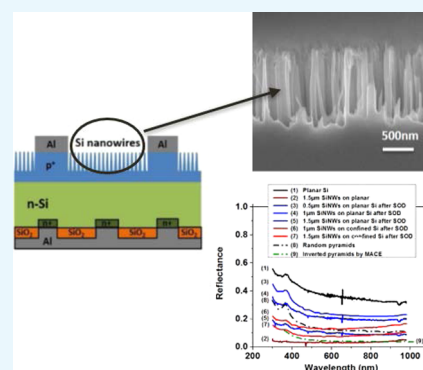 Al
Si nanowires
Al
p+
n-Si
n+
n+
n+
SiO2
SiO2
SiO2
SiO2
Al
500nm
(1) Planar Si
(2) 1.5μm SiNWs on planar
(3) 0.5μm SiNWs on planar Si after SOD
(4) 1μm SiNWs on planar Si after SOD
(5) 1.5μm SiNWs on planar Si after SOD
(6) 1μm SiNWs on confined Si after SOD
(7) 1.5μm SiNWs on confined Si after SOD
(8) Random pyramids
(9) Inverted pyramids by MACE
Reflectance
1.0
0.8
0.6
0.4
0.2
0.0
(1)
(3)
(4)
(8)
(6)
(5)
(7)
(2)
(9)
200 400 600 800 1000
Wavelength (nm)